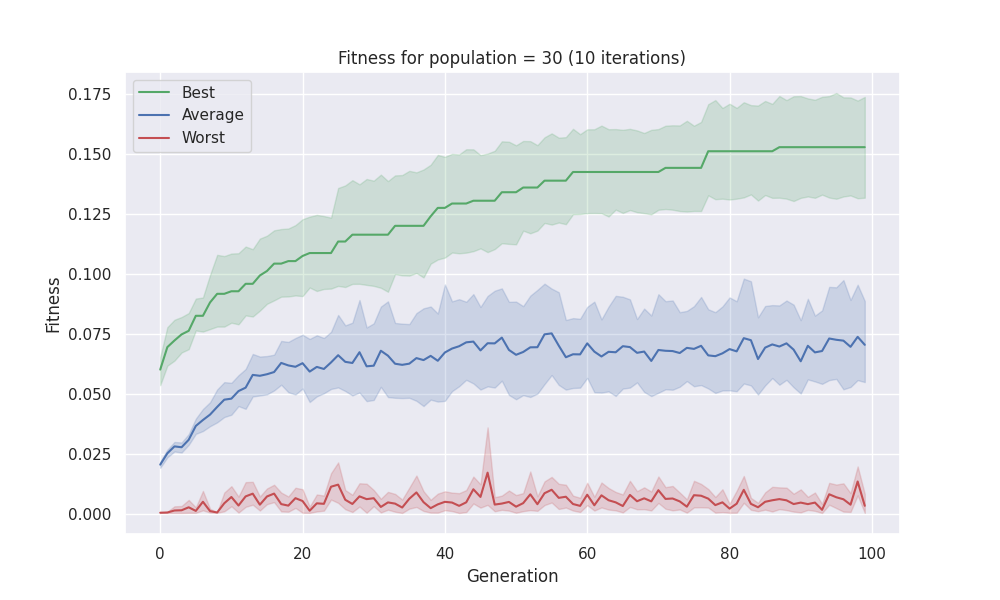 Fitness for population = 30 (10 iterations)
Best
Average
Worst
0.175
0.150
0.125
0.100
0.075
0.050
0.025
0.000
Fitness
0 20 40 60 80 100
Generation